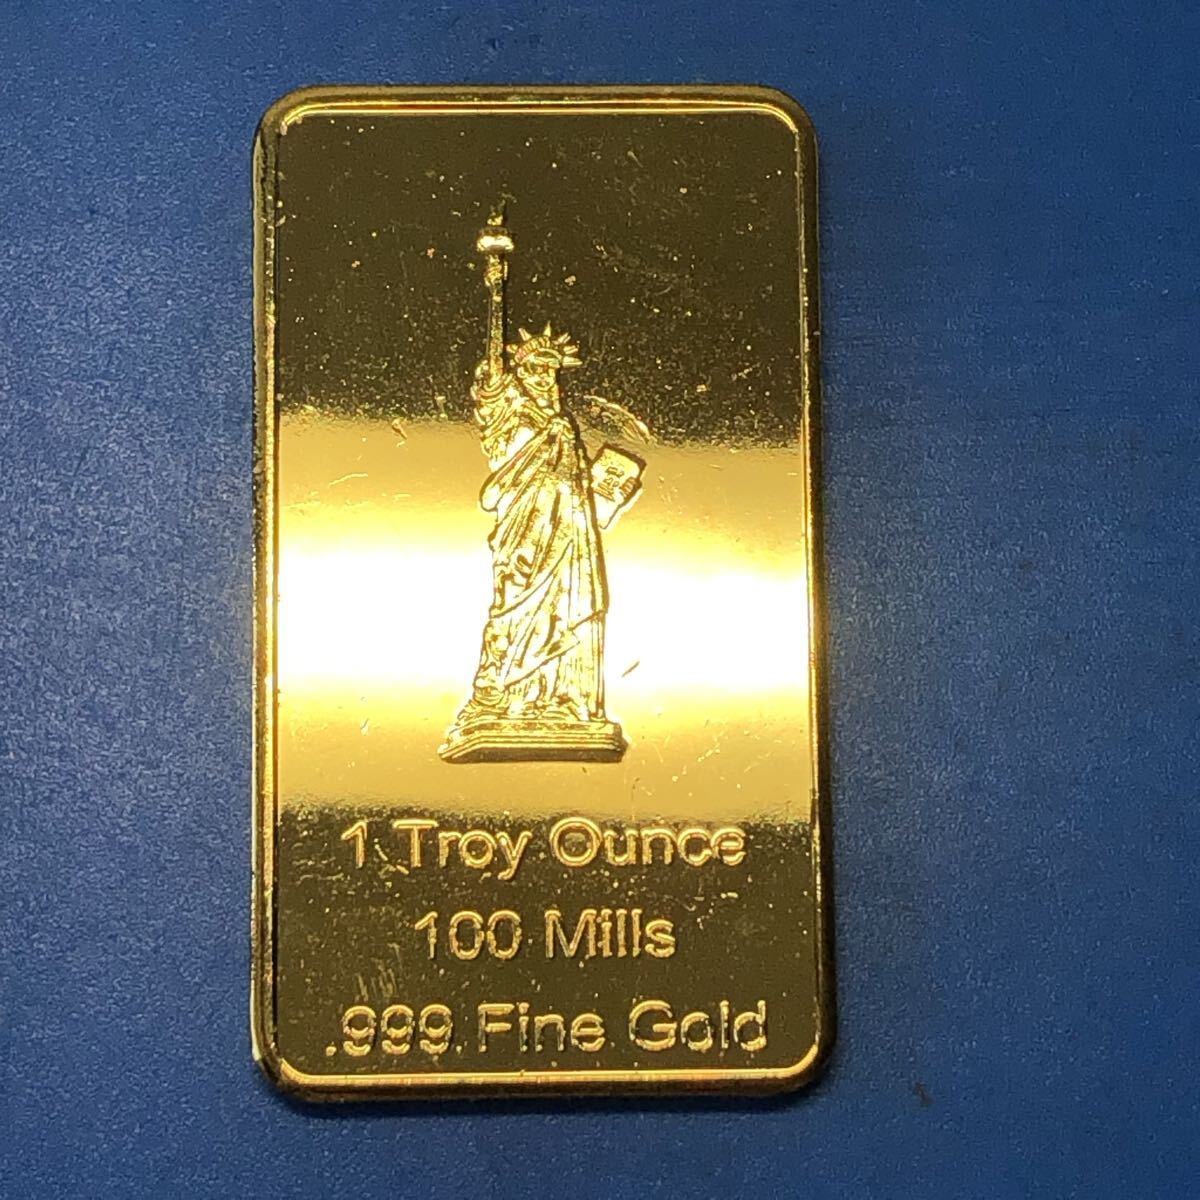 1 Troy Ounce
100 Mills
.999 Fine Gold